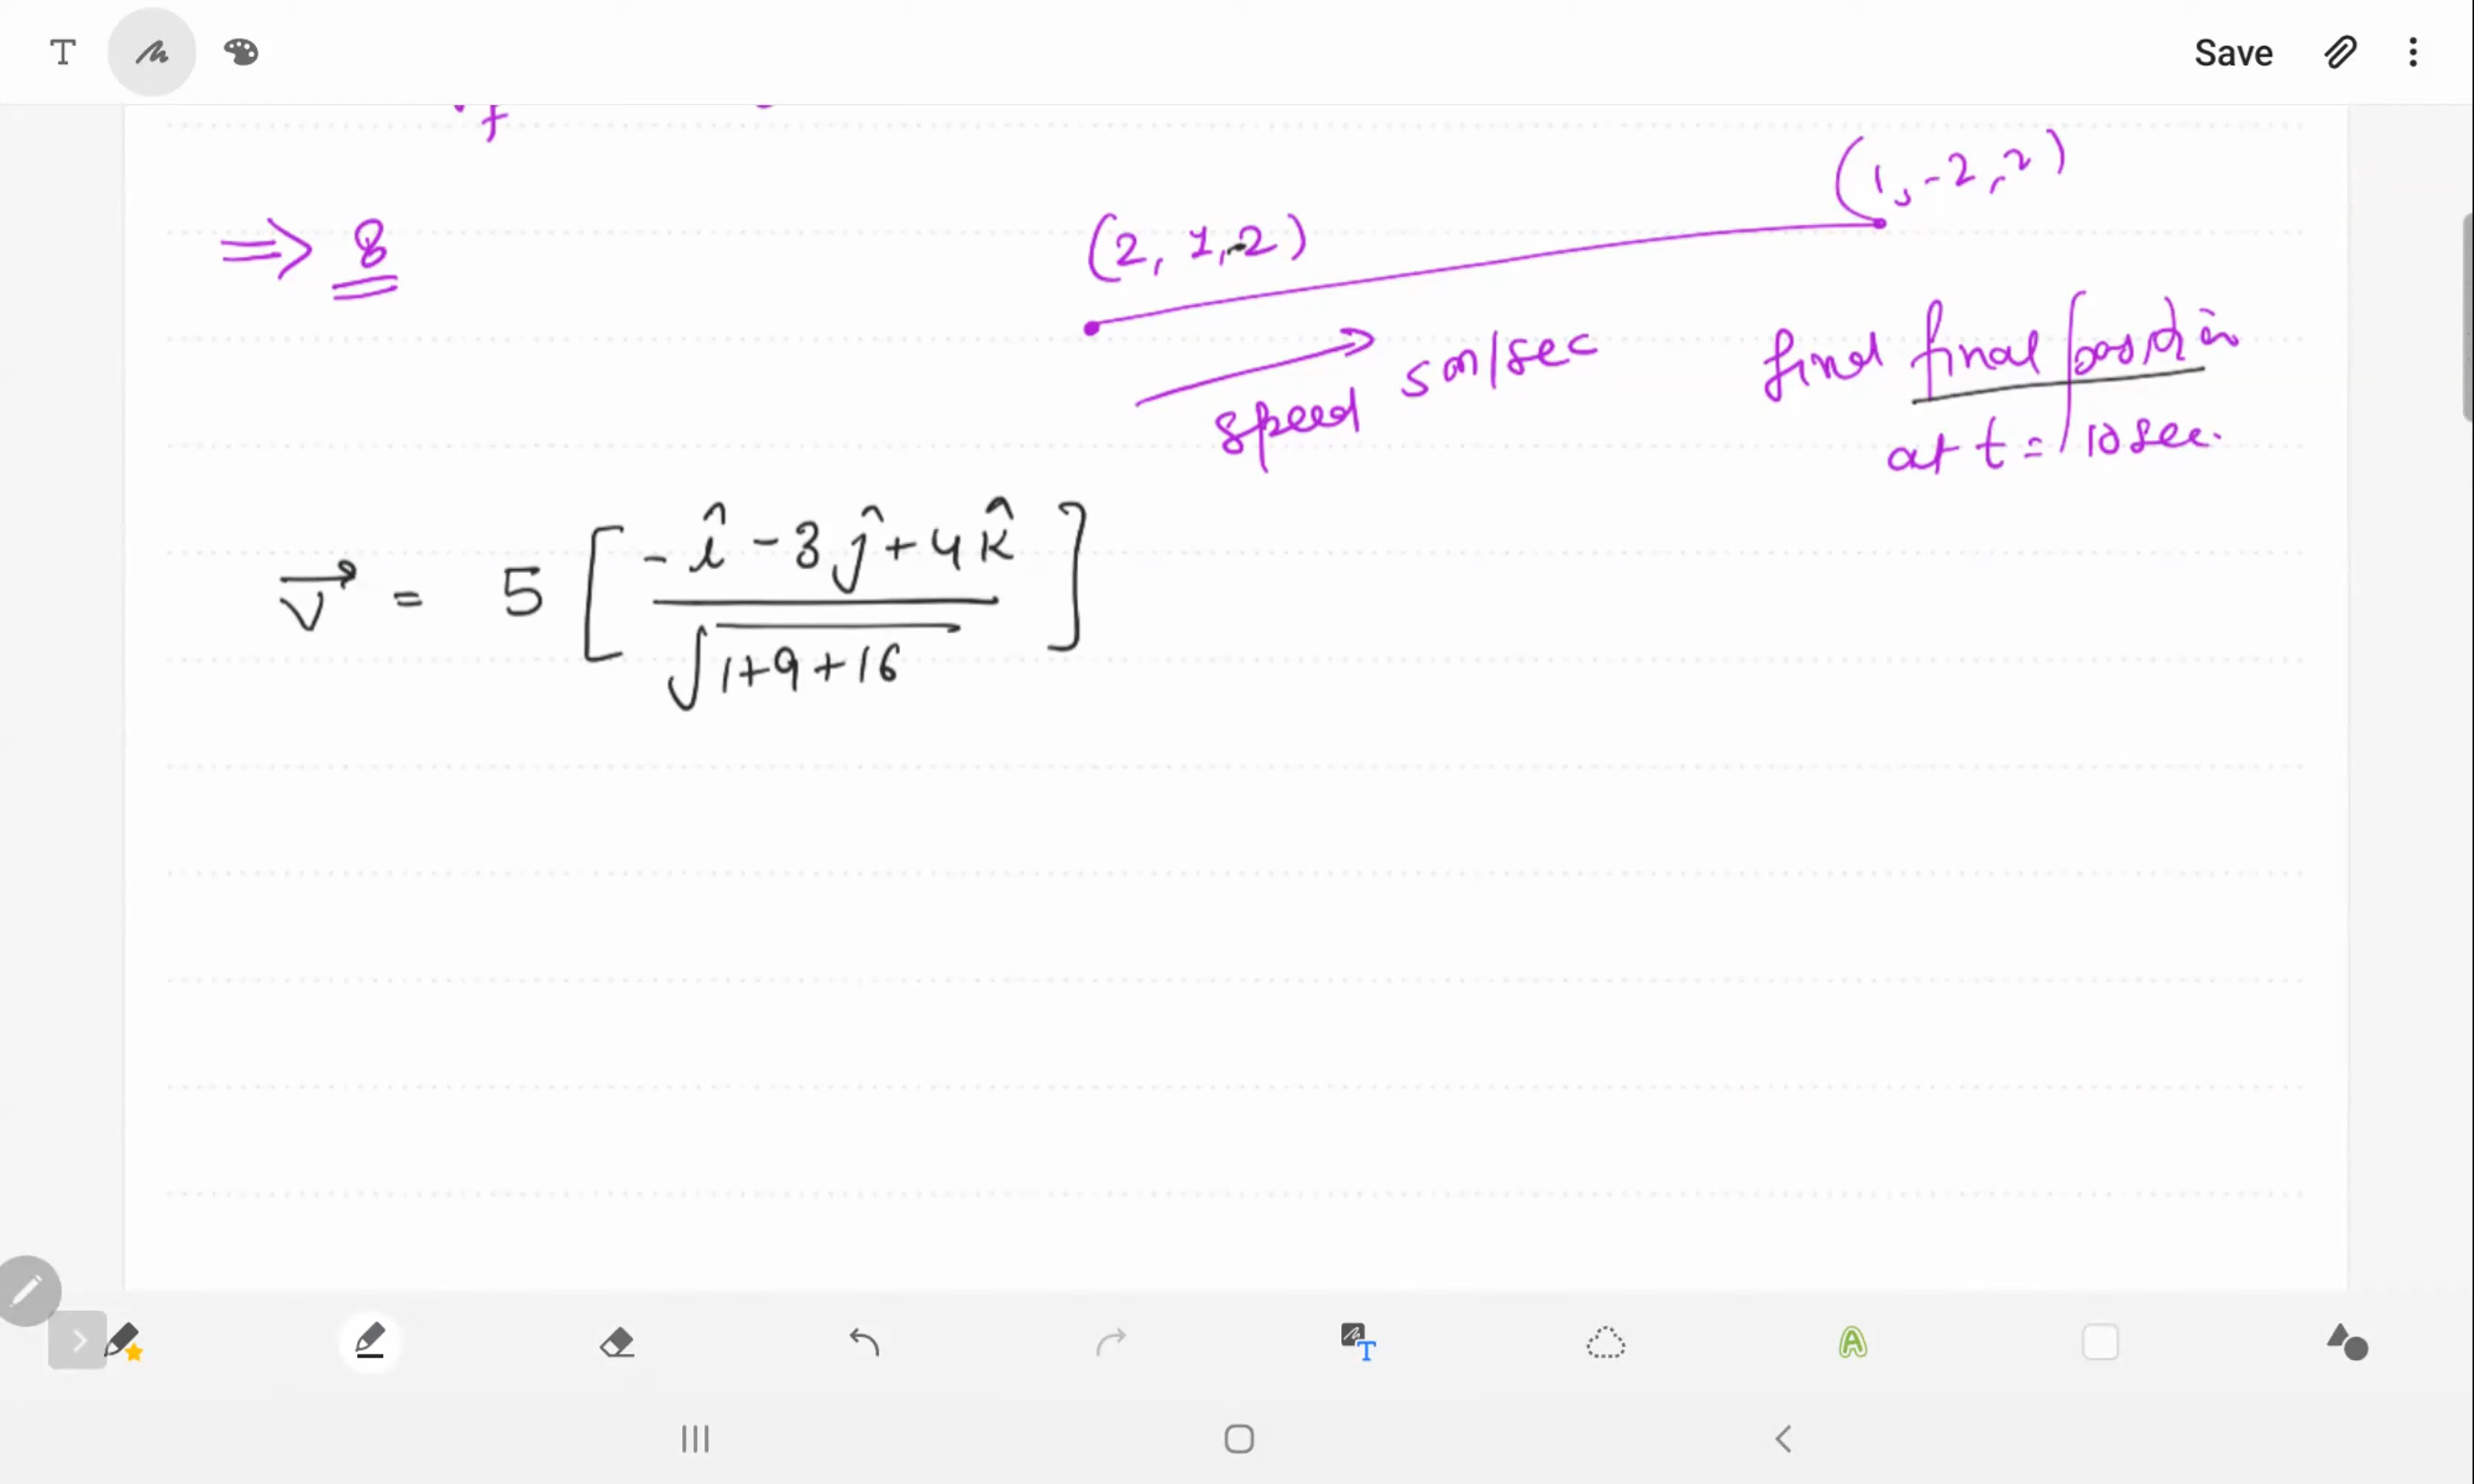 T Save
(1, -2, 2)
⇒ 8 (2, 1, -2)
speed 5m/sec find final position
at t = 10 sec.
v⃗ = 5 [ (-î - 3ĵ + 4k̂) / √(1+9+16) ]